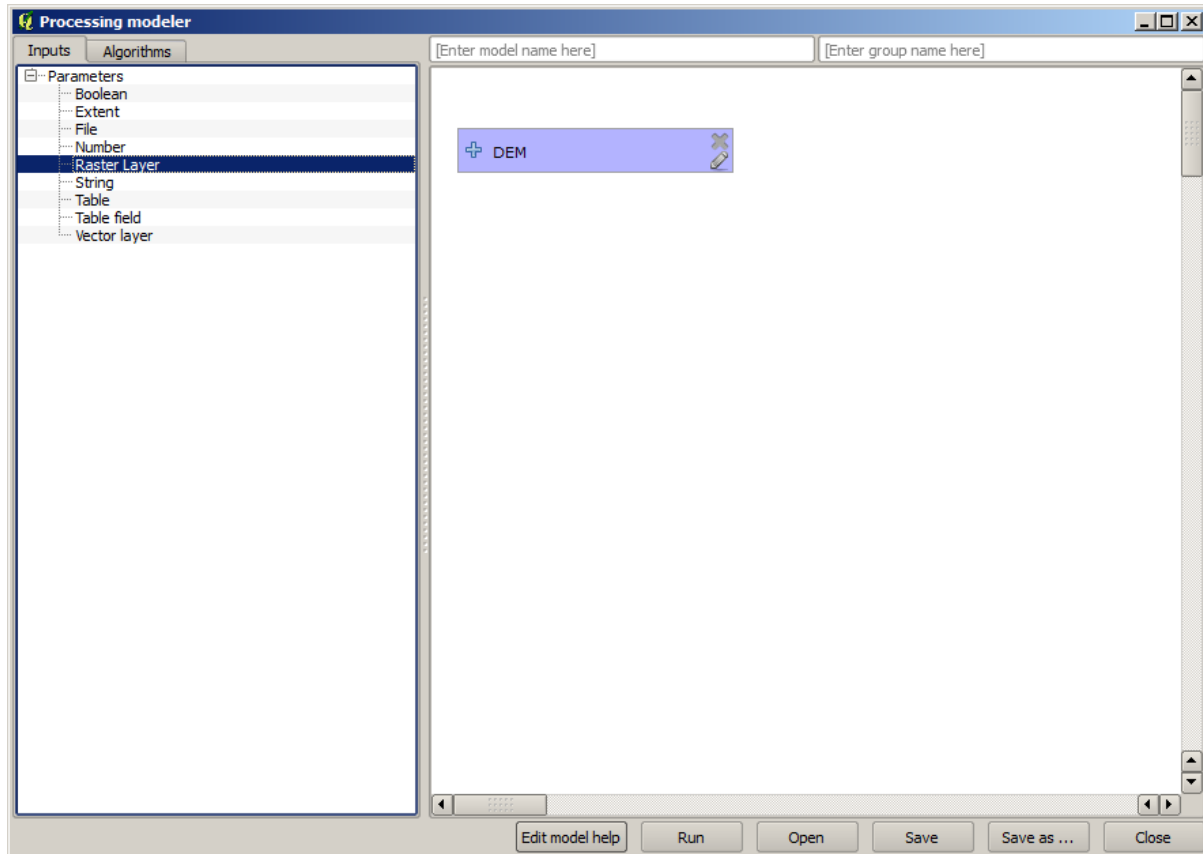 Processing modeler
Inputs Algorithms [Enter model name here] [Enter group name here]
Parameters
Boolean
Extent
File
Number
Raster Layer
String
Table
Table field
Vector layer
DEM
Edit model help Run Open Save Save as ... Close